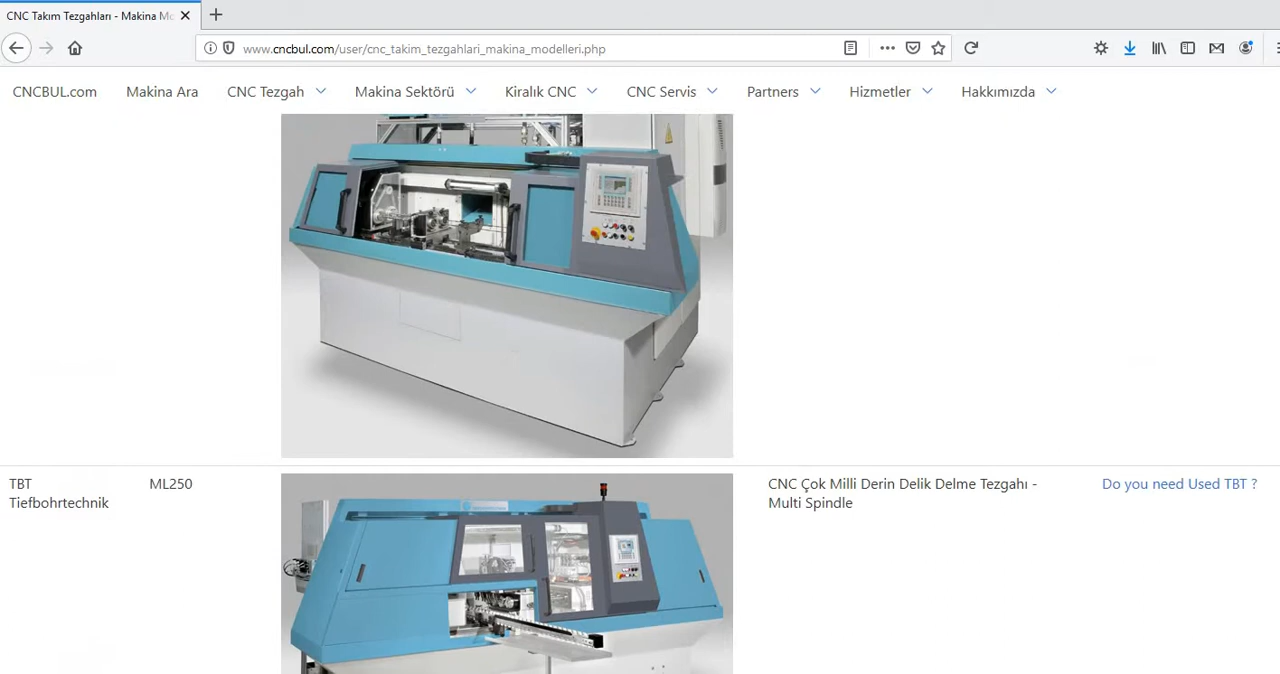 CNC Takım Tezgahları - Makina Mo
www.cncbul.com/user/cnc_takim_tezgahlari_makina_modelleri.php
CNCBUL.com Makina Ara CNC Tezgah Makina Sektörü Kiralık CNC CNC Servis Partners Hizmetler Hakkımızda
TBT Tiefbohrtechnik
ML250
CNC Çok Milli Derin Delik Delme Tezgahı -
Multi Spindle
Do you need Used TBT ?